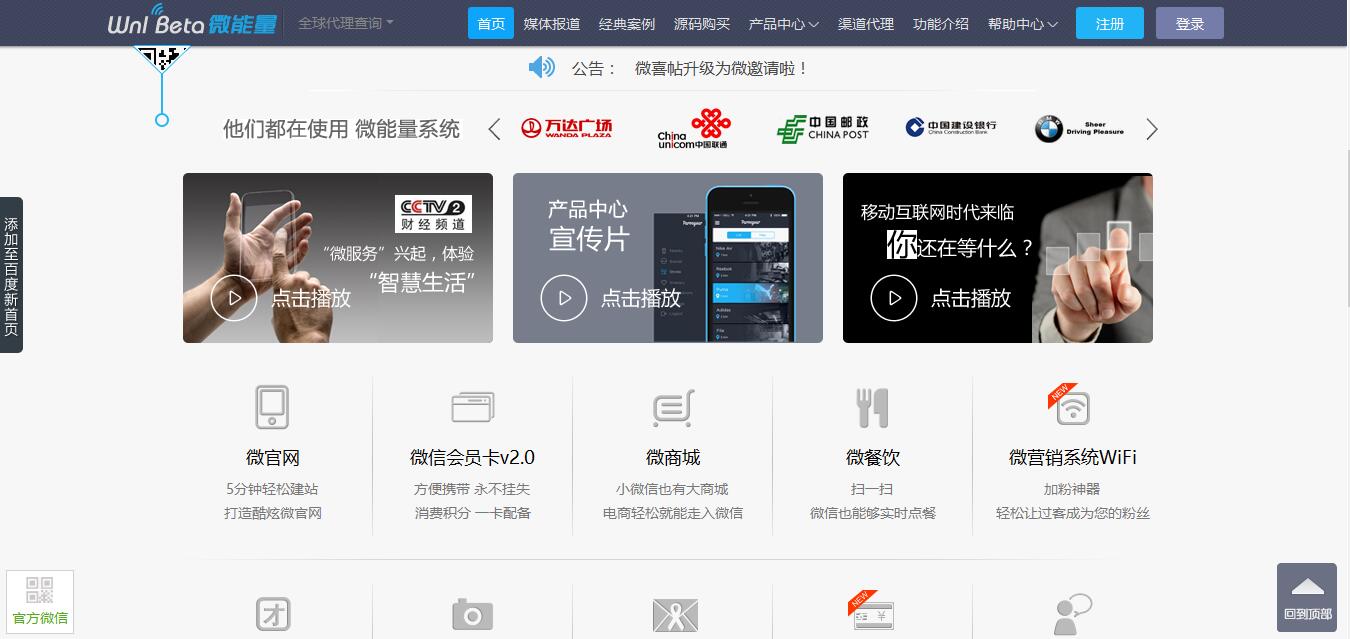 Wnl Beta 微能量
全球代理查询
首页 媒体报道 经典案例 源码购买 产品中心 渠道代理 功能介绍 帮助中心 注册 登录
公告： 微喜帖升级为微邀请啦！
他们都在使用 微能量系统
万达广场
WANDA PLAZA
China
unicom中国联通
中国邮政
CHINA POST
中国建设银行
China Construction Bank
Sheer
Driving Pleasure
添加至百度新首页
CCTV 2
财经频道
“微服务”兴起，体验
“智慧生活”
点击播放
产品中心
宣传片
点击播放
移动互联网时代来临
你还在等什么？
点击播放
微官网
5分钟轻松建站
打造酷炫微官网
微信会员卡v2.0
方便携带 永不挂失
消费积分 一卡配备
微商城
小微信也有大商城
电商轻松就能走入微信
微餐饮
扫一扫
微信也能够实时点餐
NEW
微营销系统WiFi
加粉神器
轻松让过客成为您的粉丝
才
NEW
官方微信
回到顶部